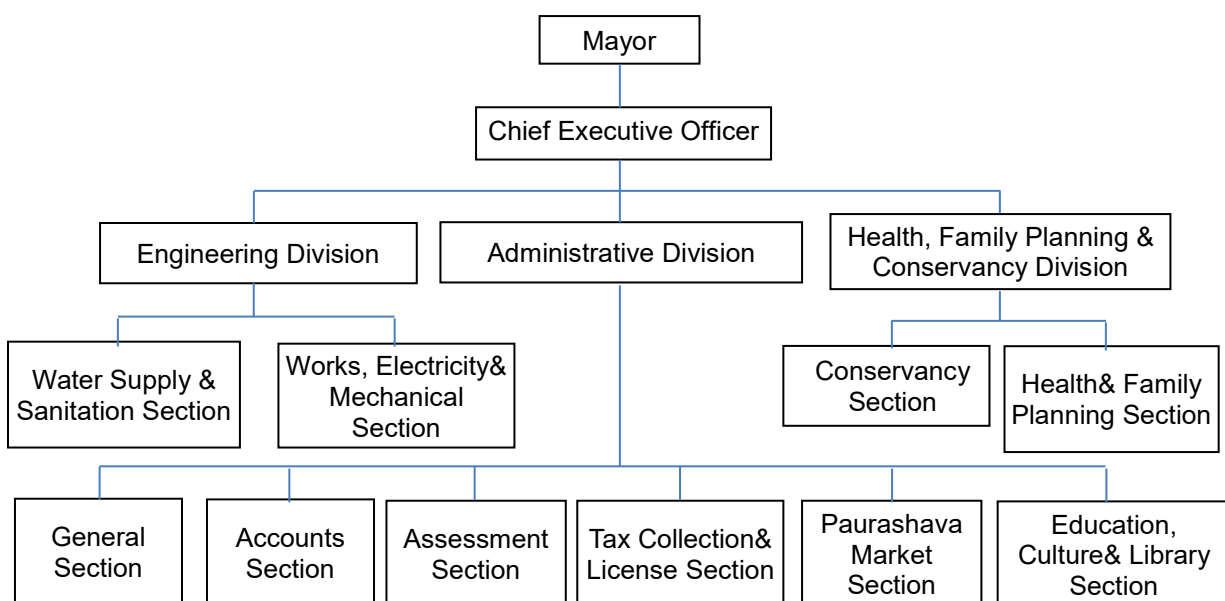 Mayor
Chief Executive Officer
Engineering Division
Administrative Division
Health, Family Planning &
Conservancy Division
Water Supply &
Sanitation Section
Works, Electricity&
Mechanical
Section
Conservancy
Section
Health& Family
Planning Section
General
Section
Accounts
Section
Assessment
Section
Tax Collection&
License Section
Paurashava
Market
Section
Education,
Culture& Library
Section